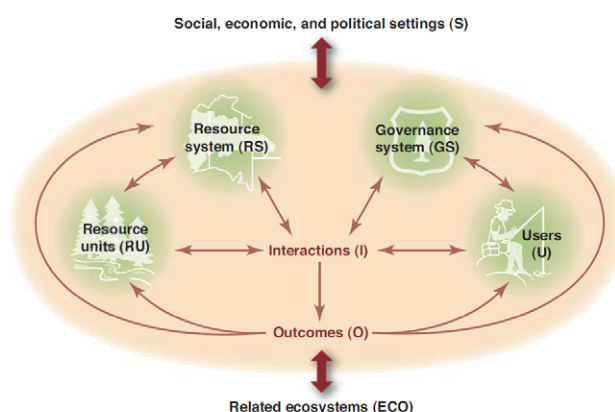 Social, economic, and political settings (S)
Resource
system (RS)
Governance
system (GS)
Resource
units (RU)
Interactions (I)
Users
(U)
Outcomes (O)
Related ecosystems (ECO)